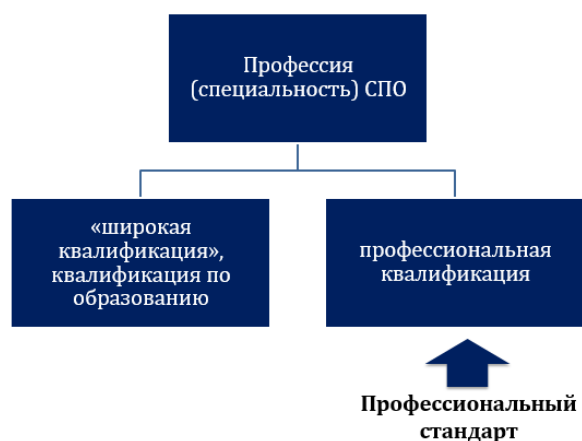 Профессия
(специальность) СПО
«широкая
квалификация»,
квалификация по
образованию
профессиональная
квалификация
Профессиональный
стандарт